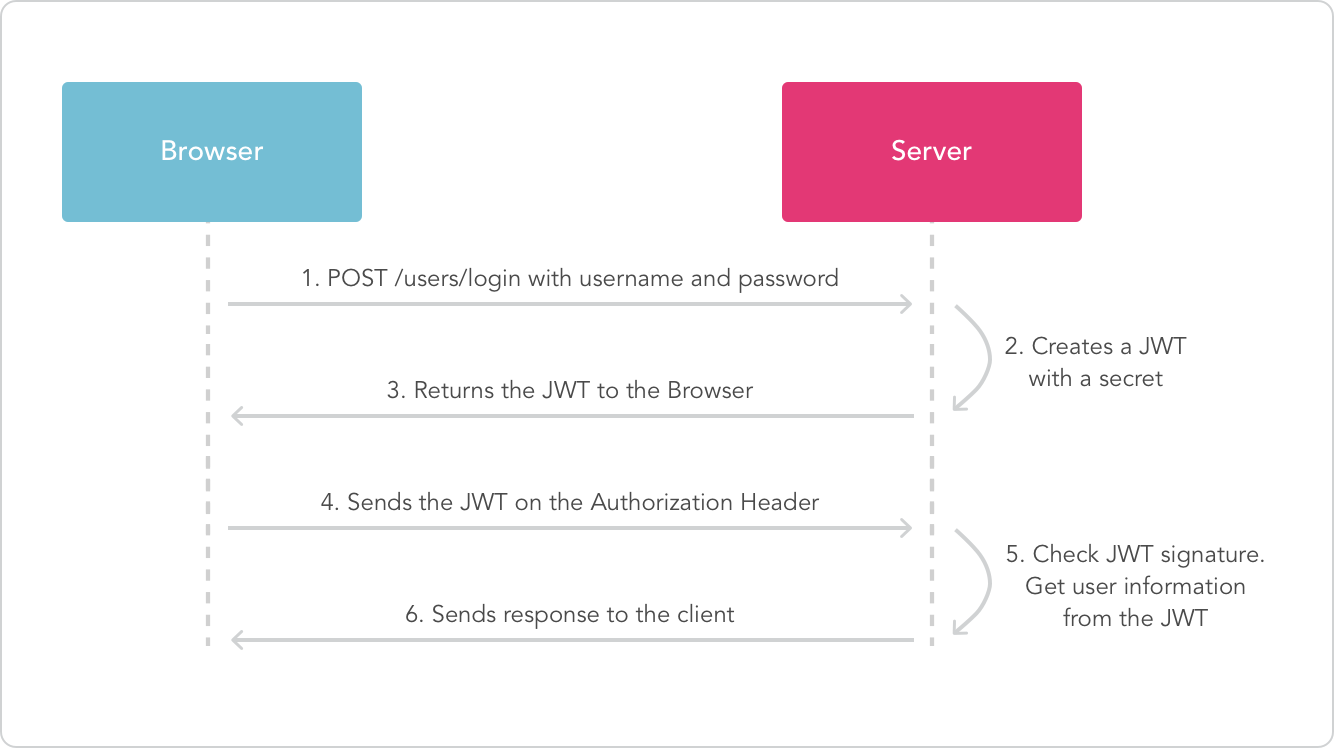 Browser
Server
1. POST /users/login with username and password
2. Creates a JWT
with a secret
3. Returns the JWT to the Browser
4. Sends the JWT on the Authorization Header
5. Check JWT signature.
Get user information
from the JWT
6. Sends response to the client